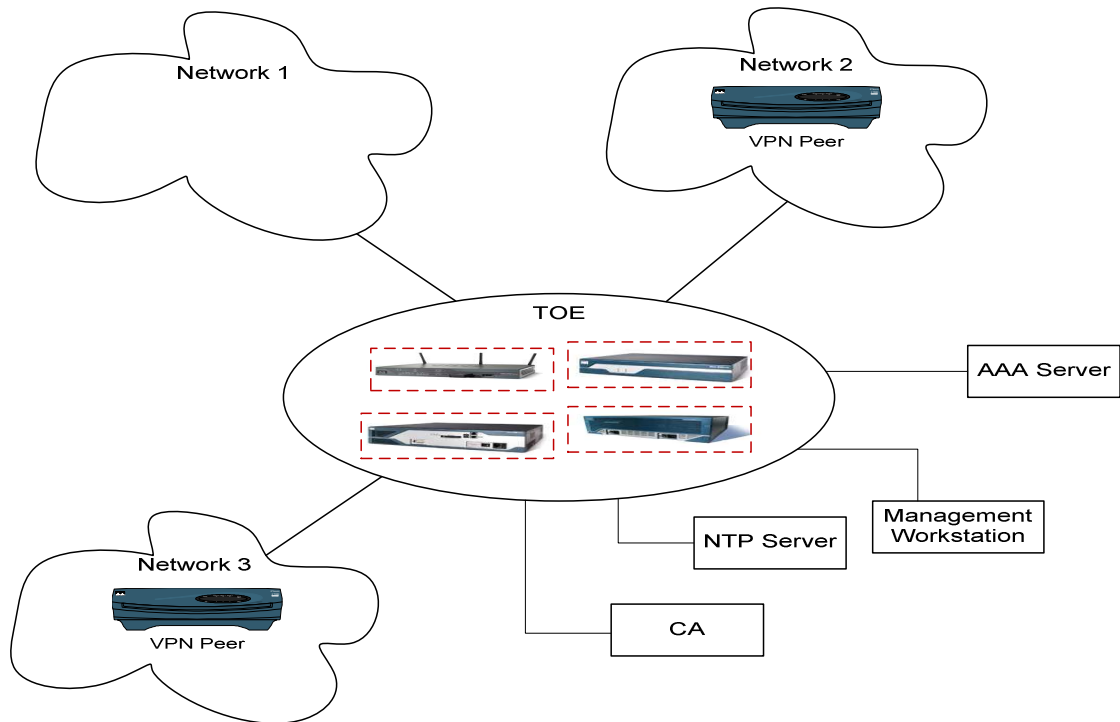 Network 1
Network 2
VPN Peer
TOE
AAA Server
Management
Workstation
NTP Server
Network 3
VPN Peer
CA